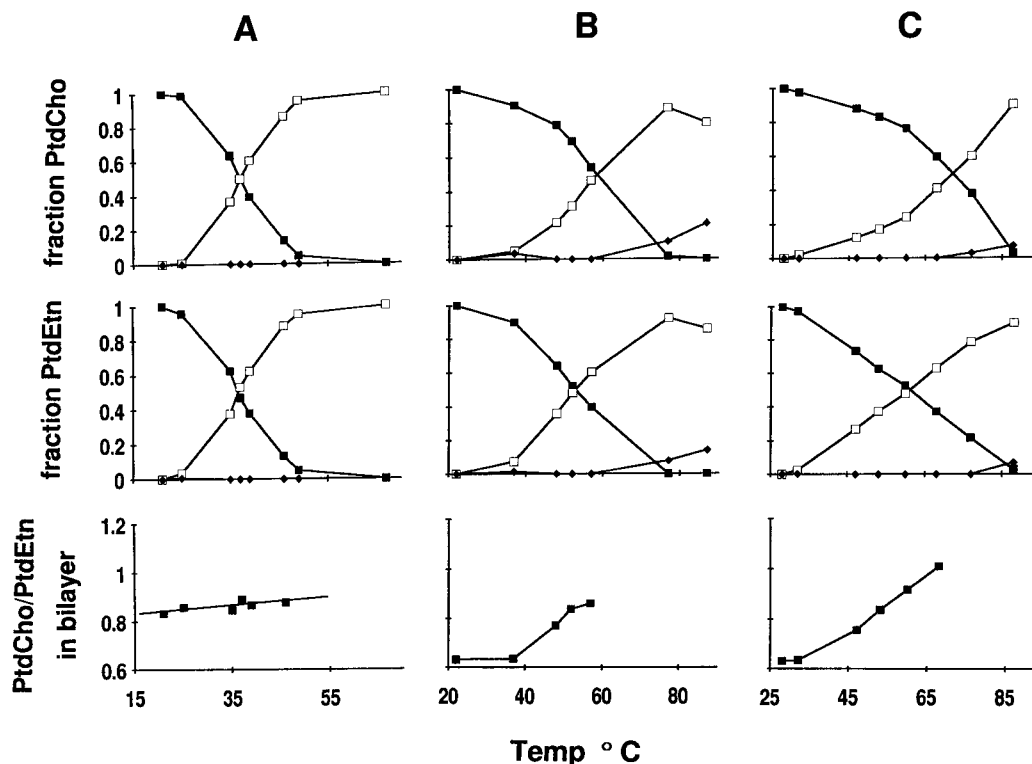 A
B
C
fraction PtdCho
1
0.8
0.6
0.4
0.2
0
fraction PtdEtn
1
0.8
0.6
0.4
0.2
0
PtdCho/PtdEtn
in bilayer
1.2
1
0.8
0.6
15 35 55
20 40 60 80
25 45 65 85
Temp °C